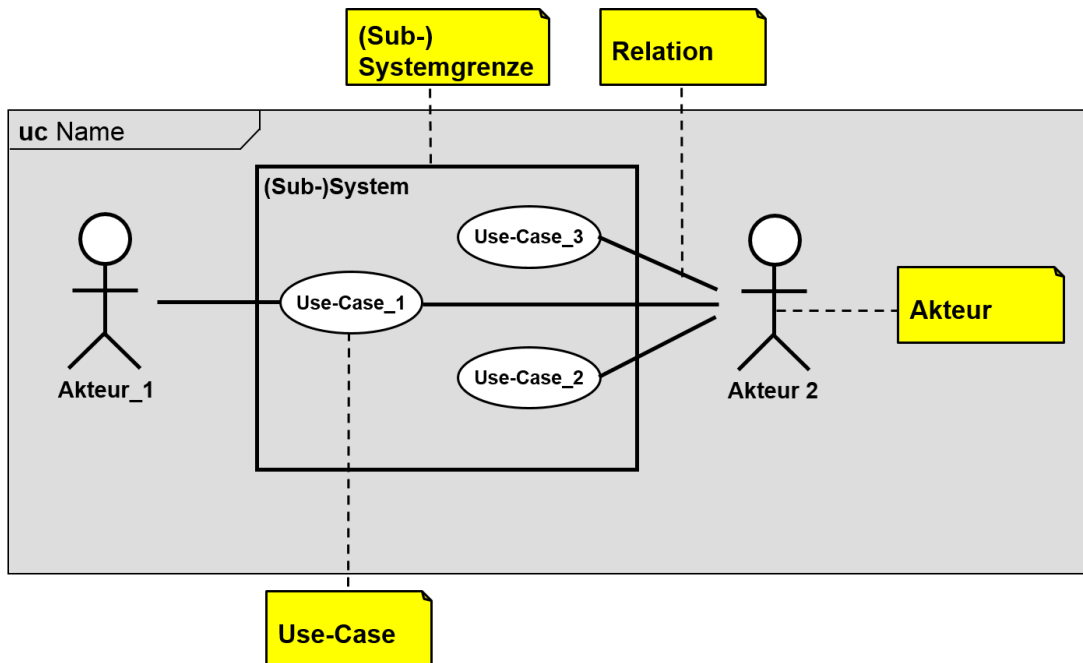 (Sub-)
Systemgrenze
Relation
uc Name
(Sub-)System
Use-Case_3
Use-Case_1
Akteur
Use-Case_2
Akteur_1
Akteur 2
Use-Case